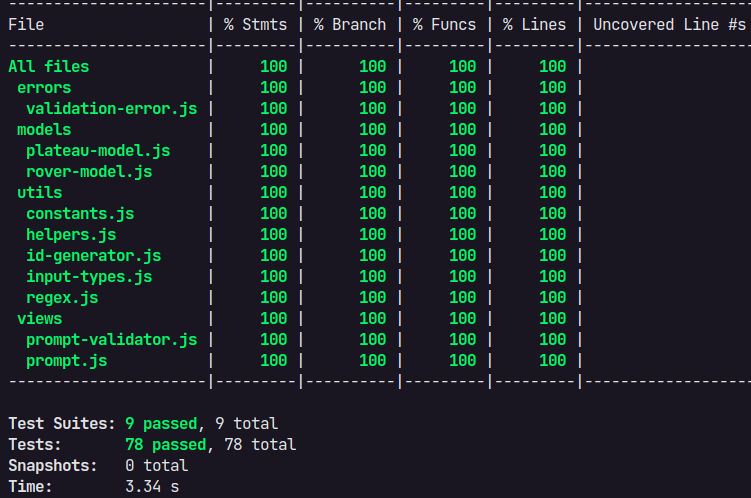 ----------------------|---------|----------|---------|---------|-------------------
File                  | % Stmts | % Branch | % Funcs | % Lines | Uncovered Line #s
----------------------|---------|----------|---------|---------|-------------------
All files             |     100 |      100 |     100 |     100 |
 errors               |     100 |      100 |     100 |     100 |
  validation-error.js |     100 |      100 |     100 |     100 |
 models               |     100 |      100 |     100 |     100 |
  plateau-model.js    |     100 |      100 |     100 |     100 |
  rover-model.js      |     100 |      100 |     100 |     100 |
 utils                |     100 |      100 |     100 |     100 |
  constants.js        |     100 |      100 |     100 |     100 |
  helpers.js          |     100 |      100 |     100 |     100 |
  id-generator.js     |     100 |      100 |     100 |     100 |
  input-types.js      |     100 |      100 |     100 |     100 |
  regex.js            |     100 |      100 |     100 |     100 |
 views                |     100 |      100 |     100 |     100 |
  prompt-validator.js |     100 |      100 |     100 |     100 |
  prompt.js           |     100 |      100 |     100 |     100 |
----------------------|---------|----------|---------|---------|-------------------
Test Suites: 9 passed, 9 total
Tests:       78 passed, 78 total
Snapshots:   0 total
Time:        3.34 s